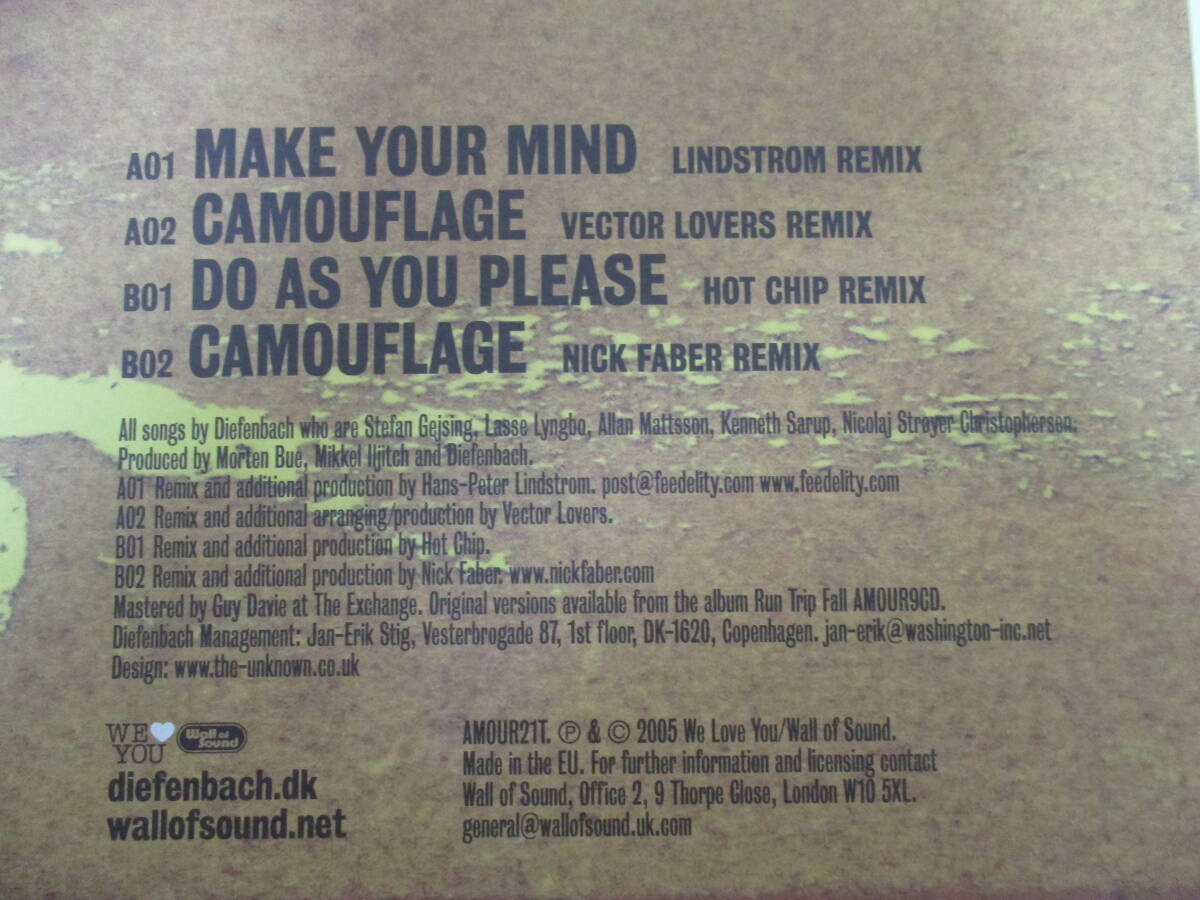 A01 MAKE YOUR MIND LINDSTROM REMIX
A02 CAMOUFLAGE VECTOR LOVERS REMIX
B01 DO AS YOU PLEASE HOT CHIP REMIX
B02 CAMOUFLAGE NICK FABER REMIX
All songs by Diefenbach who are Stefan Gejsing, Lasse Lyngbo, Allan Mattsson, Kenneth Sarup, Nicolaj Strøyer Christophersen.
Produced by Morten Bue, Mikkel Iljitch and Diefenbach.
A01 Remix and additional production by Hans-Peter Lindstrom. post@feedelity.com www.feedelity.com
A02 Remix and additional arranging/production by Vector Lovers.
B01 Remix and additional production by Hot Chip.
B02 Remix and additional production by Nick Faber. www.nickfaber.com
Mastered by Guy Davie at The Exchange. Original versions available from the album Run Trip Fall AMOUR9CD.
Diefenbach Management: Jan-Erik Stig, Vesterbrogade 87, 1st floor, DK-1620, Copenhagen. jan-erik@washington-inc.net
Design: www.the-unknown.co.uk
WE
YOU
Wall of
Sound
diefenbach.dk
wallofsound.net
AMOUR21T. ℗ & © 2005 We Love You/Wall of Sound.
Made in the EU. For further information and licensing contact
Wall of Sound, Office 2, 9 Thorpe Close, London W10 5XL.
general@wallofsound.uk.com